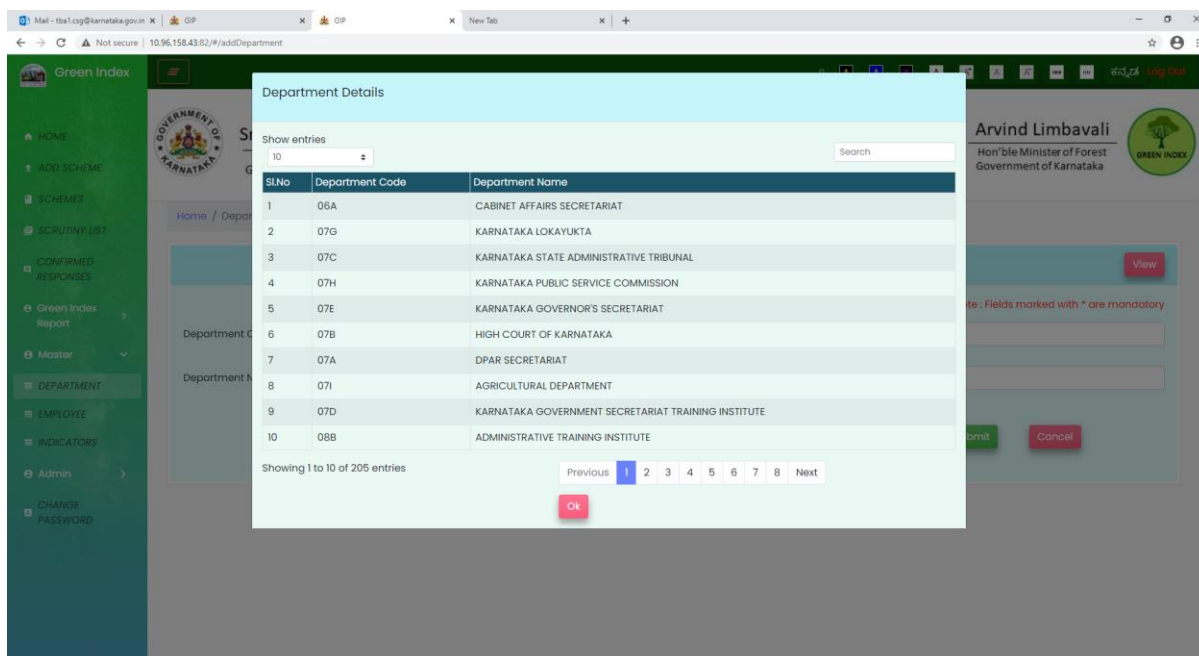 Mail - tba1.csg@karnataka.gov.in
GIP
GIP
New Tab
Not secure | 10.96.158.43:82/#/addDepartment
Green Index
ಕನ್ನಡ Log Out
Department Details
Arvind Limbavali
Hon'ble Minister of Forest
Government of Karnataka
GREEN INDEX
HOME
ADD SCHEME
SCHEMES
SCRUTINY LIST
CONFIRMED
RESPONSES
Green Index
Report
Master
DEPARTMENT
EMPLOYEE
INDICATORS
Admin
CHANGE
PASSWORD
Home / Depar
Show entries
10
Search
Sl.No Department Code Department Name
1 06A CABINET AFFAIRS SECRETARIAT
2 07G KARNATAKA LOKAYUKTA
3 07C KARNATAKA STATE ADMINISTRATIVE TRIBUNAL
4 07H KARNATAKA PUBLIC SERVICE COMMISSION
5 07E KARNATAKA GOVERNOR'S SECRETARIAT
6 07B HIGH COURT OF KARNATAKA
7 07A DPAR SECRETARIAT
8 07I AGRICULTURAL DEPARTMENT
9 07D KARNATAKA GOVERNMENT SECRETARIAT TRAINING INSTITUTE
10 08B ADMINISTRATIVE TRAINING INSTITUTE
Showing 1 to 10 of 205 entries
Previous 1 2 3 4 5 6 7 8 Next
Ok
View
te : Fields marked with * are mandatory
Department C
Department N
bmit
Cancel